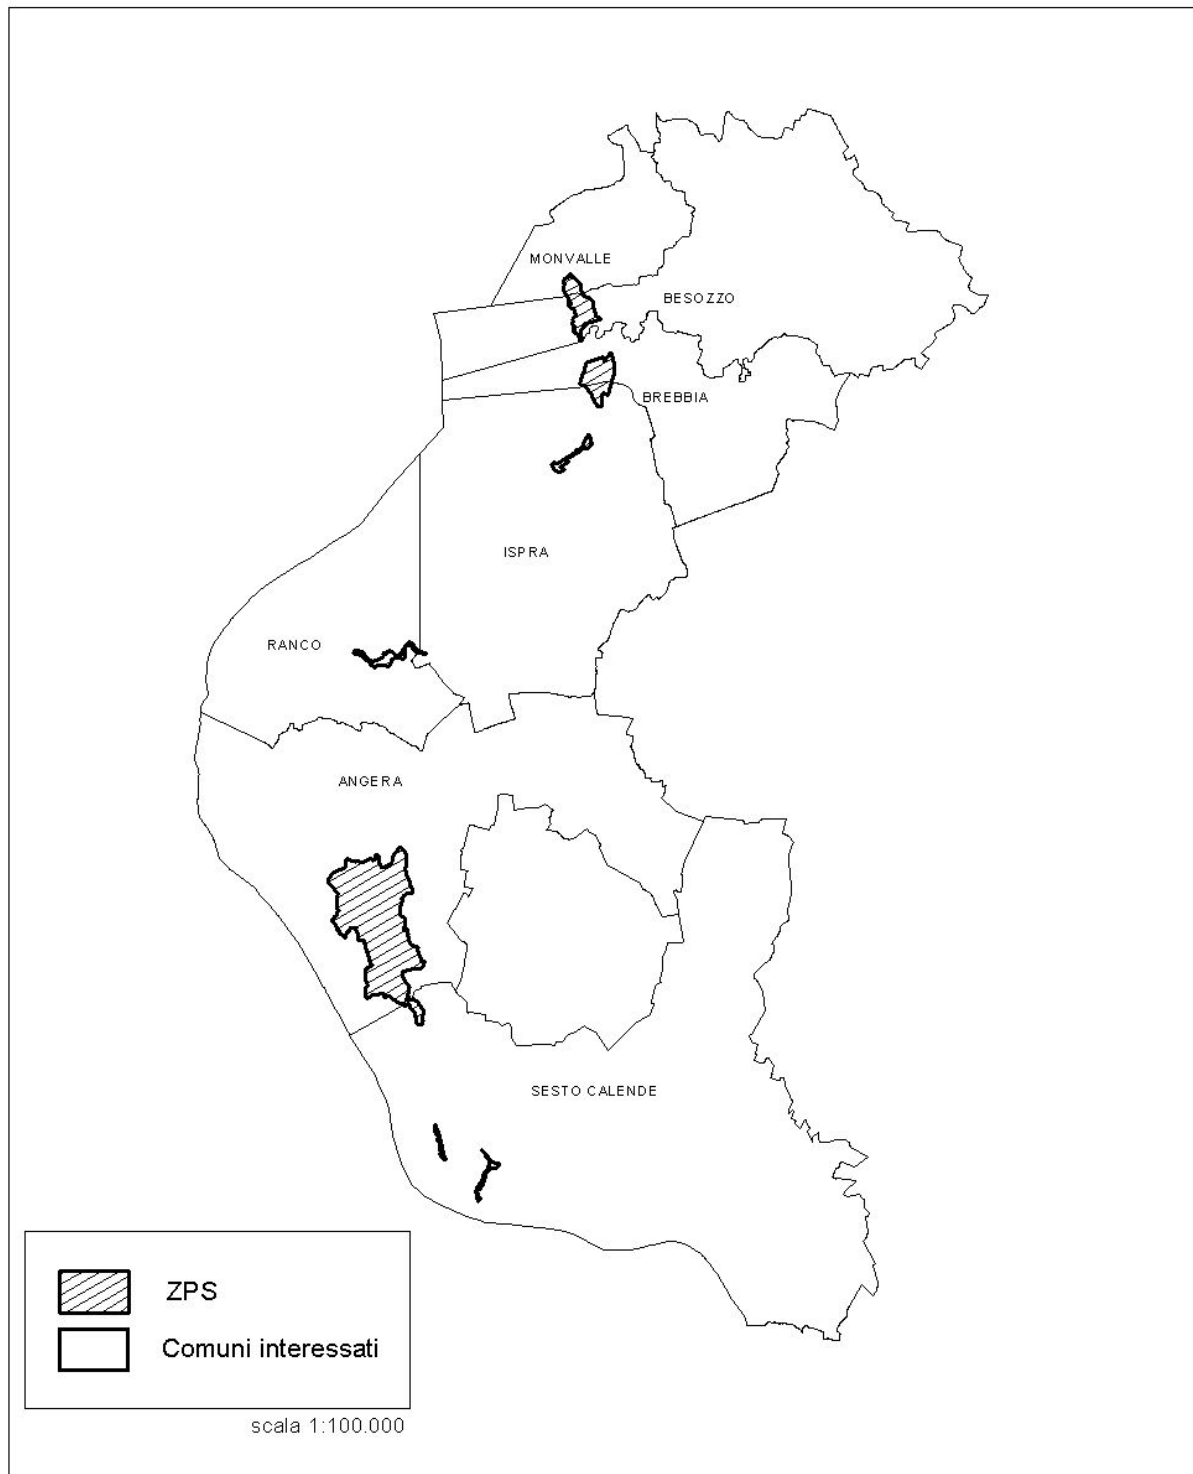 MONVALLE
BESOZZO
BREBBIA
ISPRA
RANCO
ANGERA
SESTO CALENDE
ZPS
Comuni interessati
scala 1:100.000